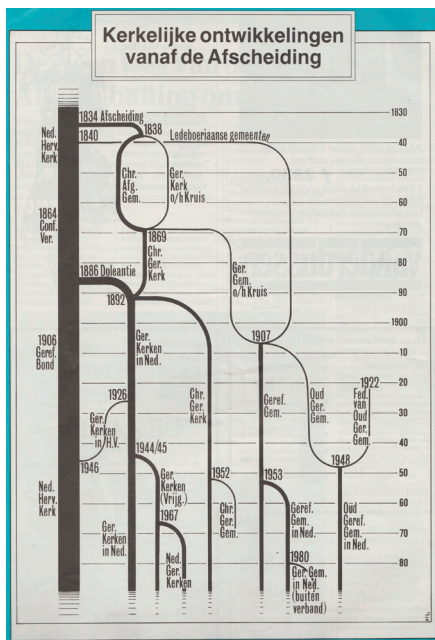 Kerkelijke ontwikkelingen
vanaf de Afscheiding
1834 Afscheiding
1838
1840
Ledeboeriaanse gemeenten
1830
40
50
60
70
80
90
1900
10
20
30
40
50
60
70
80
Ned.
Herv.
Kerk
Chr.
Afg.
Gem.
Ger.
Kerk
o/h Kruis
1864
Conf.
Ver.
1869
Chr.
Ger.
Kerk
1886 Doleantie
1892
Ger.
Gem.
o/h Kruis
1906
Geref.
Bond
Ger.
Kerken
in Ned.
1907
1926
Ger.
Kerken
in H.V.
1946
Chr.
Ger.
Kerk
Geref.
Gem.
Oud
Ger.
Gem.
1922
Fed.
van
Oud
Ger.
Gem.
1944/45
Ger.
Kerken
(Vrijg.)
1948
Ned.
Herv.
Kerk
Ger.
Kerken
in Ned.
1967
Ned.
Ger.
Kerken
1952
Chr.
Ger.
Gem.
1953
Geref.
Gem.
in Ned.
Oud
Geref.
Gem.
in Ned.
1980
Ger. Gem.
in Ned.
(buiten
verband)